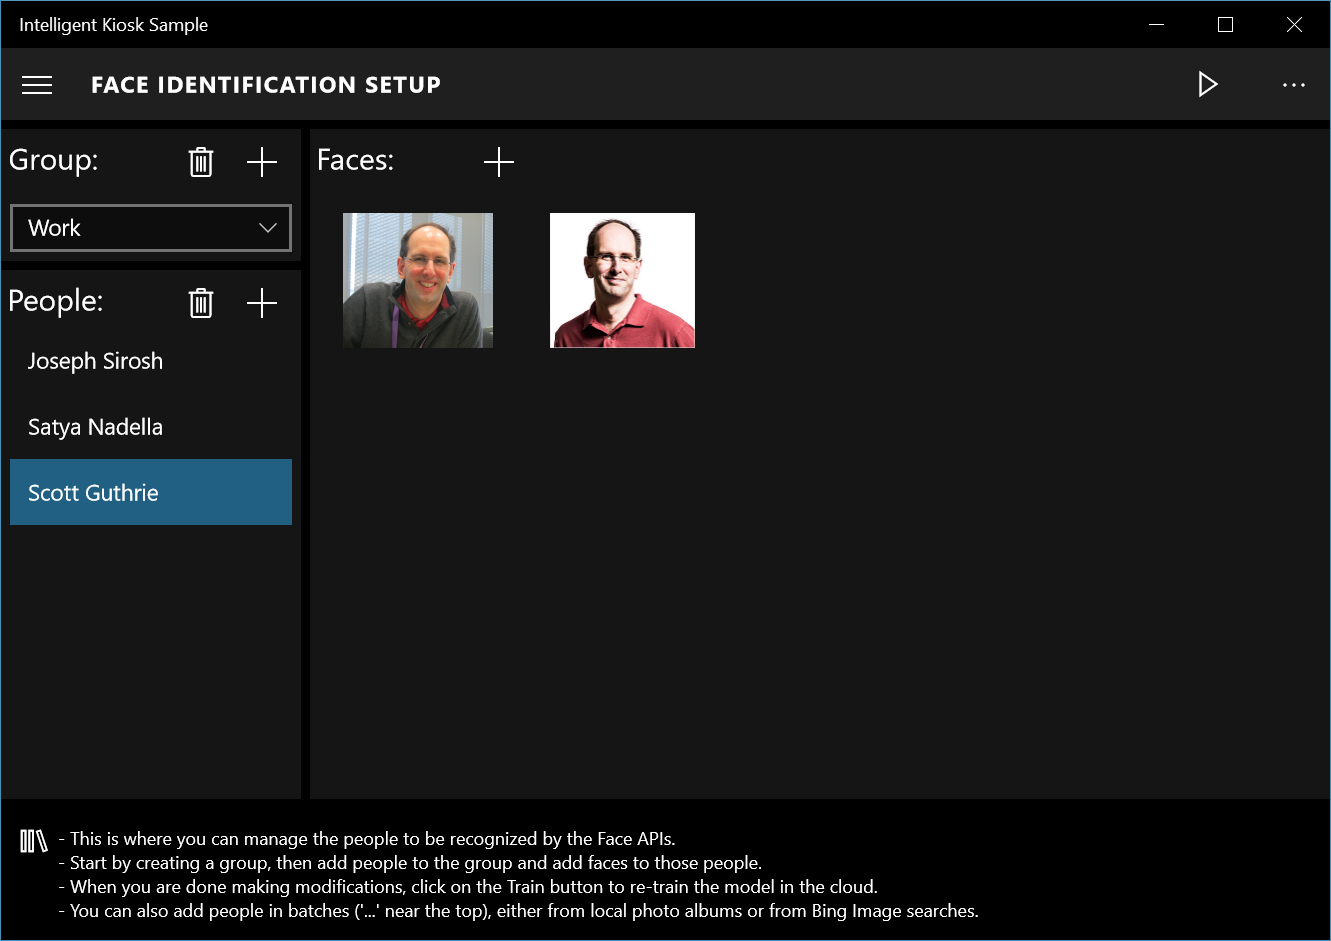 Intelligent Kiosk Sample
FACE IDENTIFICATION SETUP
...
Group:
Work
People:
Joseph Sirosh
Satya Nadella
Scott Guthrie
Faces:
- This is where you can manage the people to be recognized by the Face APIs.
- Start by creating a group, then add people to the group and add faces to those people.
- When you are done making modifications, click on the Train button to re-train the model in the cloud.
- You can also add people in batches ('...' near the top), either from local photo albums or from Bing Image searches.